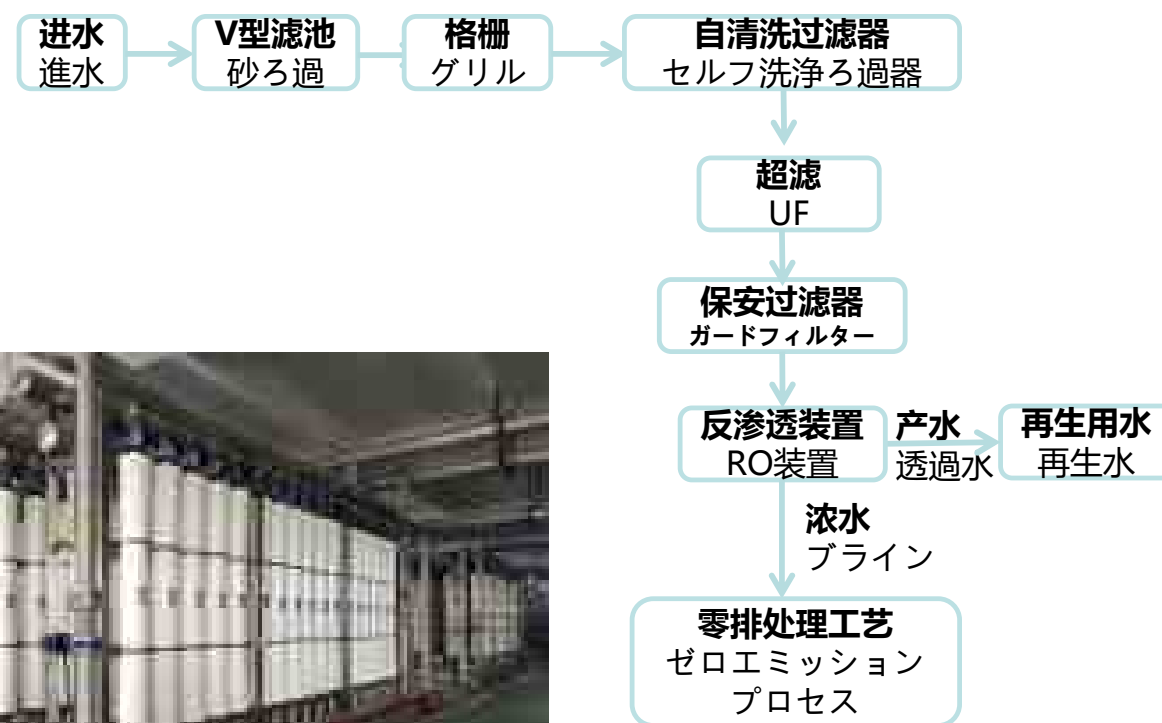 进水
進水
V型滤池
砂ろ過
格栅
グリル
自清洗过滤器
セルフ洗浄ろ過器
超滤
UF
保安过滤器
ガードフィルター
反渗透装置
RO装置
产水
透過水
再生用水
再生水
浓水
ブライン
零排处理工艺
ゼロエミッション
プロセス